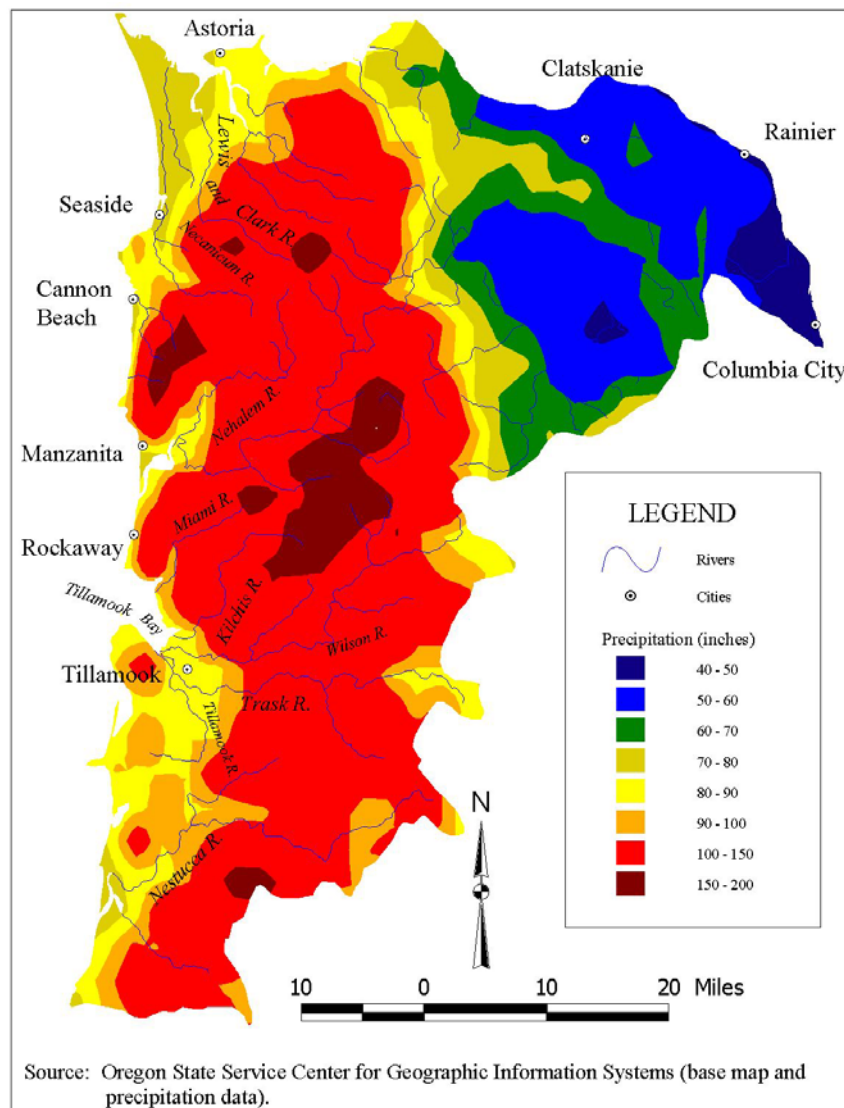 Astoria
Clatskanie
Rainier
Lewis and
Clark R.
Seaside
Necanicum R.
Cannon
Beach
Columbia City
Nehalem R.
Manzanita
Miami R.
Rockaway
Kilchis R.
Tillamook Bay
Wilson R.
Tillamook
Trask R.
Tillamook R.
Nestucca R.
LEGEND
Rivers
Cities
Precipitation (inches)
40 - 50
50 - 60
60 - 70
70 - 80
80 - 90
90 - 100
100 - 150
150 - 200
N
10 0 10 20 Miles
Source: Oregon State Service Center for Geographic Information Systems (base map and
precipitation data).